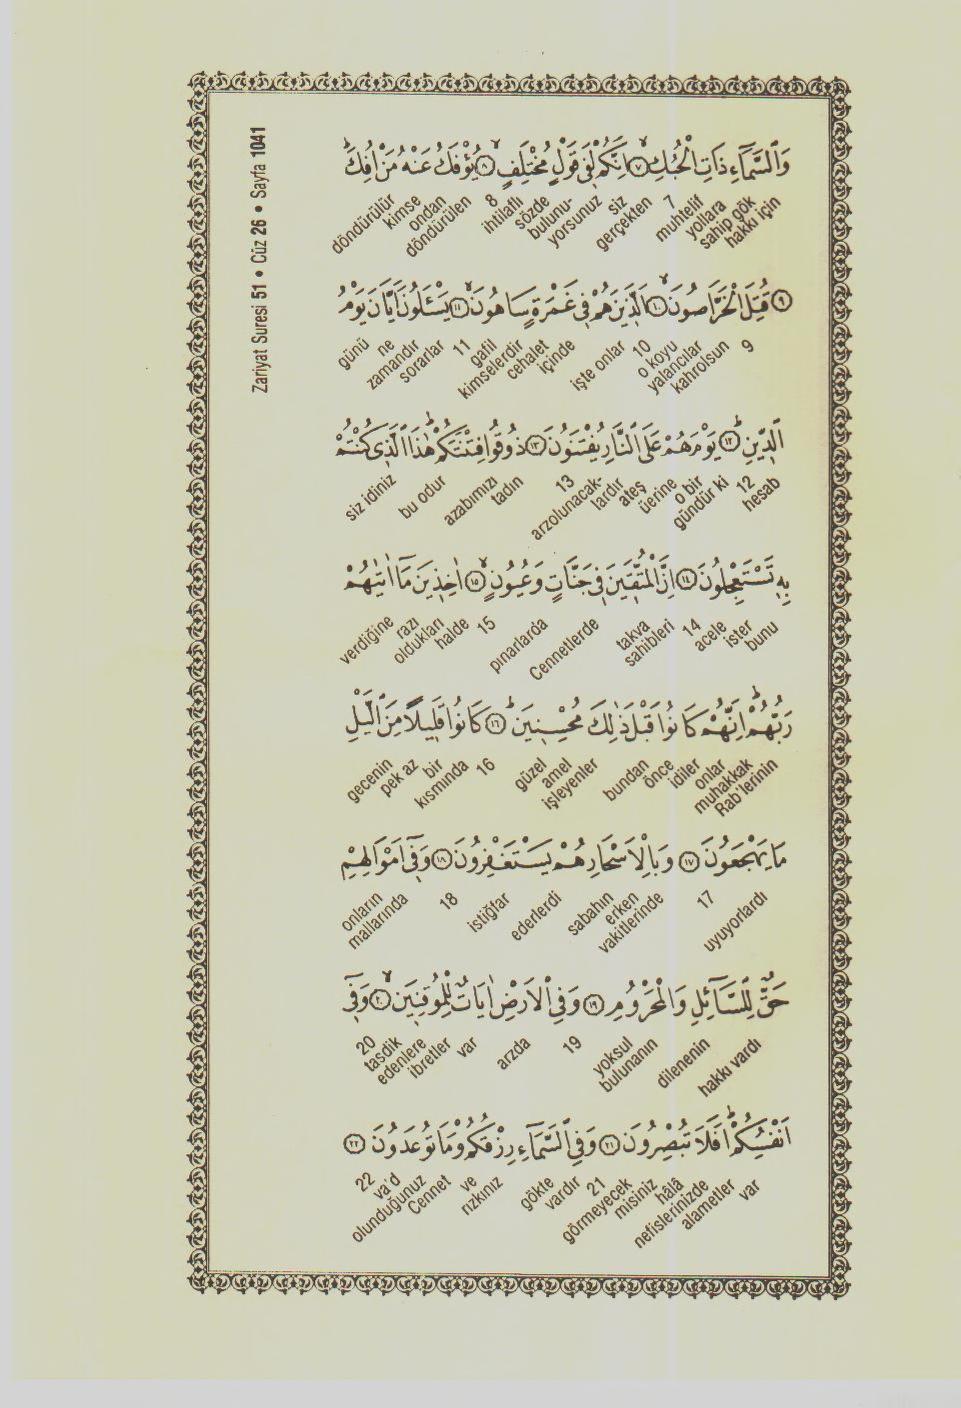 Zariyat Suresi 51 • Cüz 26 • Sayfa 1041
وَالسَّمَٓاءِ ذَاتِ الْحُبُكِۙ ﴿٧﴾ اِنَّكُمْ لَفٖي قَوْلٍ مُخْتَلِفٍۙ ﴿٨﴾ يُؤْفَكُ عَنْهُ مَنْ اُفِكَۜ
hakkı için sahip gök yollara muhtelif 7 gerçekten siz yorsunuz bulunu- sözde ihtilaflı 8 döndürülen ondan kimse döndürülür
﴿٩﴾ قُتِلَ الْخَرَّاصُونَۙ ﴿١٠﴾ اَلَّذٖينَ هُمْ فٖي غَمْرَةٍ سَاهُونَۙ ﴿١١﴾ يَسْـَٔلُونَ اَيَّانَ يَوْمُ
9 kahrolsun yalancılar o koyu 10 işte onlar içinde cehalet kimselerdir gafil 11 sorarlar zamandır ne günü
الدّٖينِۜ ﴿١٢﴾ يَوْمَ هُمْ عَلَى النَّارِ يُفْتَنُونَ ﴿١٣﴾ ذُوقُوا فِتْنَتَكُمْۜ هٰذَا الَّذٖي كُنْتُمْ
hesab 12 gündür ki o bir üerine ateş lardır arzolunacak- 13 tadın azabımızı bu odur siz idiniz
بِهٖ تَسْتَعْجِلُونَ ﴿١٤﴾ اِنَّ الْمُتَّقٖينَ فٖي جَنَّاتٍ وَعُيُونٍۙ ﴿١٥﴾ اٰخِذٖينَ مَٓا اٰتٰيهُمْ
bunu ister acele 14 sahibleri takva Cennetlerde pınarlarda 15 halde oldukları razı verdiğine
رَبُّهُمْۜ اِنَّهُمْ كَانُوا قَبْلَ ذٰلِكَ مُحْسِنٖينَۜ ﴿١٦﴾ كَانُوا قَلٖيلًا مِنَ الَّيْلِ
Rab'lerinin muhakkak onlar idiler önce bundan işleyenler amel güzel 16 kısmında bir pek az gecenin
مَا يَهْجَعُونَ ﴿١٧﴾ وَبِالْاَسْحَارِ هُمْ يَسْتَغْفِرُونَ ﴿١٨﴾ وَفٖٓي اَمْوَالِهِمْ
uyuyorlardı 17 vakitlerinde erken sabahın ederlerdi istiğfar 18 mallarında onların
حَقٌّ لِلسَّٓائِلِ وَالْمَحْرُومِ ﴿١٩﴾ وَفِي الْاَرْضِ اٰيَاتٌ لِلْمُوقِنٖينَۙ ﴿٢٠﴾ وَفٖٓي
hakkı vardı dilenenin bulunanın yoksul 19 arzda var ibretler edenlere tasdik 20
اَنْفُسِكُمْۜ اَفَلَا تُبْصِرُونَ ﴿٢١﴾ وَفِي السَّمَٓاءِ رِزْقُكُمْ وَمَا تُوعَدُونَ ﴿٢٢﴾
var alametler nefislerinizde hâlâ misiniz görmeyecek 21 vardır gökte rızkınız ve Cennet olunduğunuz va'd 22